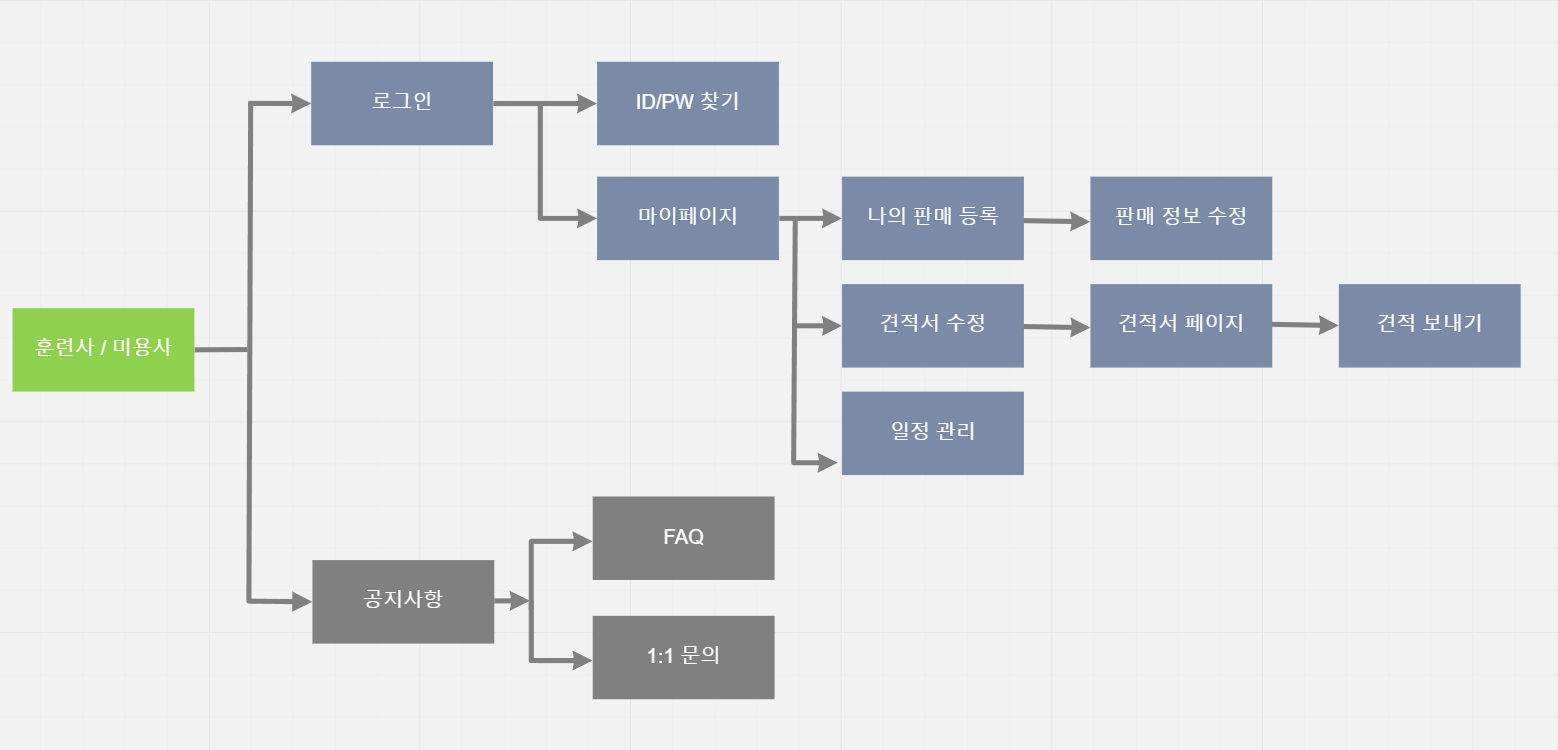 로그인
ID/PW 찾기
마이페이지
나의 판매 등록
판매 정보 수정
견적서 수정
견적서 페이지
견적 보내기
훈련사 / 미용사
일정 관리
FAQ
공지사항
1:1 문의